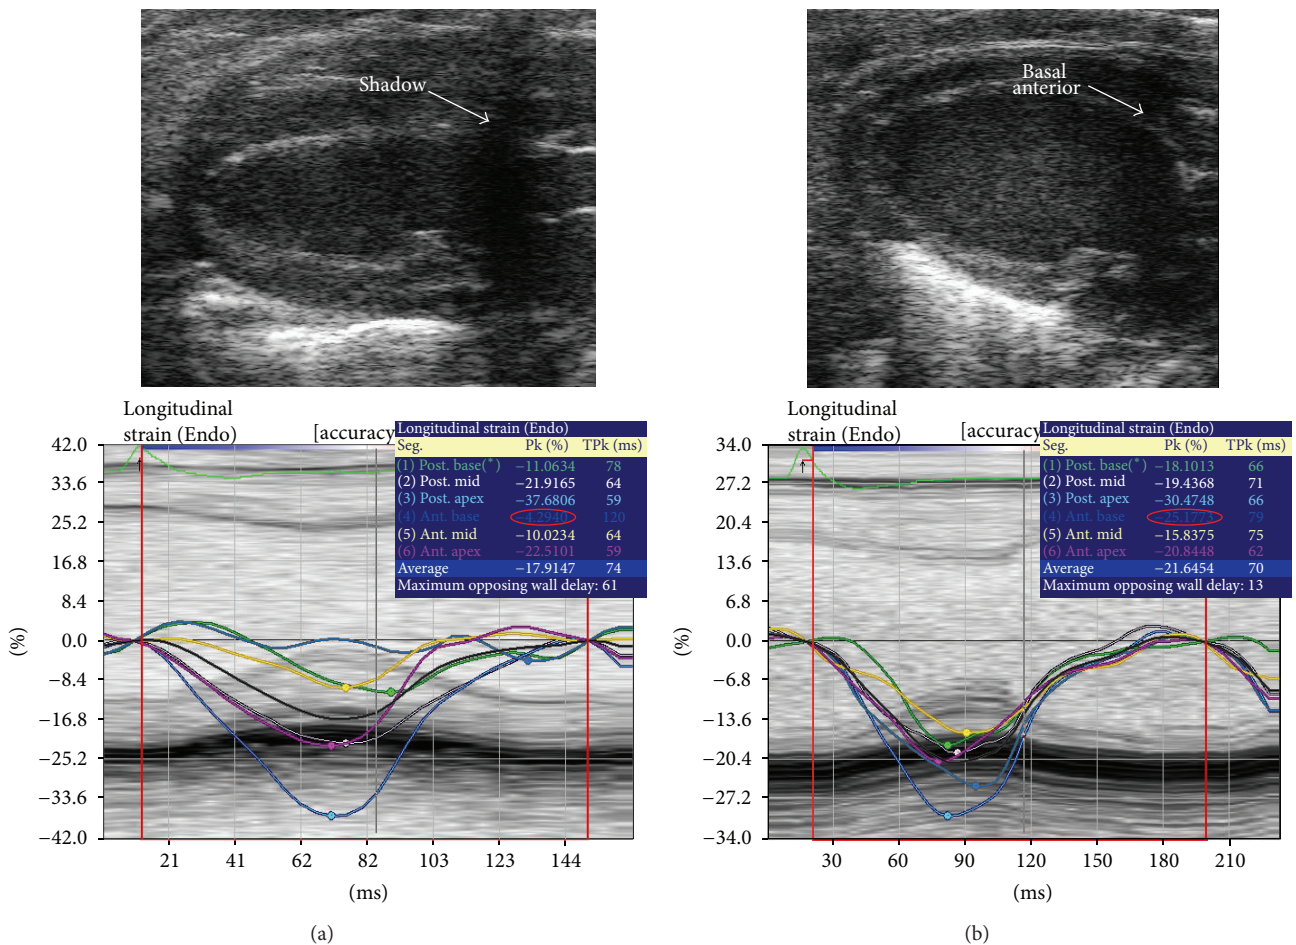 Shadow
Basal
anterior
Longitudinal
strain (Endo)
[accuracy
Longitudinal strain (Endo)
Seg. Pk (%) TPk (ms)
(1) Post. base(*) −11.0634 78
(2) Post. mid −21.9165 64
(3) Post. apex −37.6806 59
(4) Ant. base −4.2940 120
(5) Ant. mid −10.0234 64
(6) Ant. apex −22.5101 59
Average −17.9147 74
Maximum opposing wall delay: 61
42.0
33.6
25.2
16.8
8.4
0.0
−8.4
−16.8
−25.2
−33.6
−42.0
(%)
21 41 62 82 103 123 144
(ms)
(a)
Longitudinal
strain (Endo)
[accuracy
Longitudinal strain (Endo)
Seg. Pk (%) TPk (ms)
(1) Post. base(*) −18.1013 66
(2) Post. mid −19.4368 71
(3) Post. apex −30.4748 66
(4) Ant. base −25.1773 79
(5) Ant. mid −15.8375 75
(6) Ant. apex −20.8448 62
Average −21.6454 70
Maximum opposing wall delay: 13
34.0
27.2
20.4
13.6
6.8
0.0
−6.8
−13.6
−20.4
−27.2
−34.0
(%)
30 60 90 120 150 180 210
(ms)
(b)